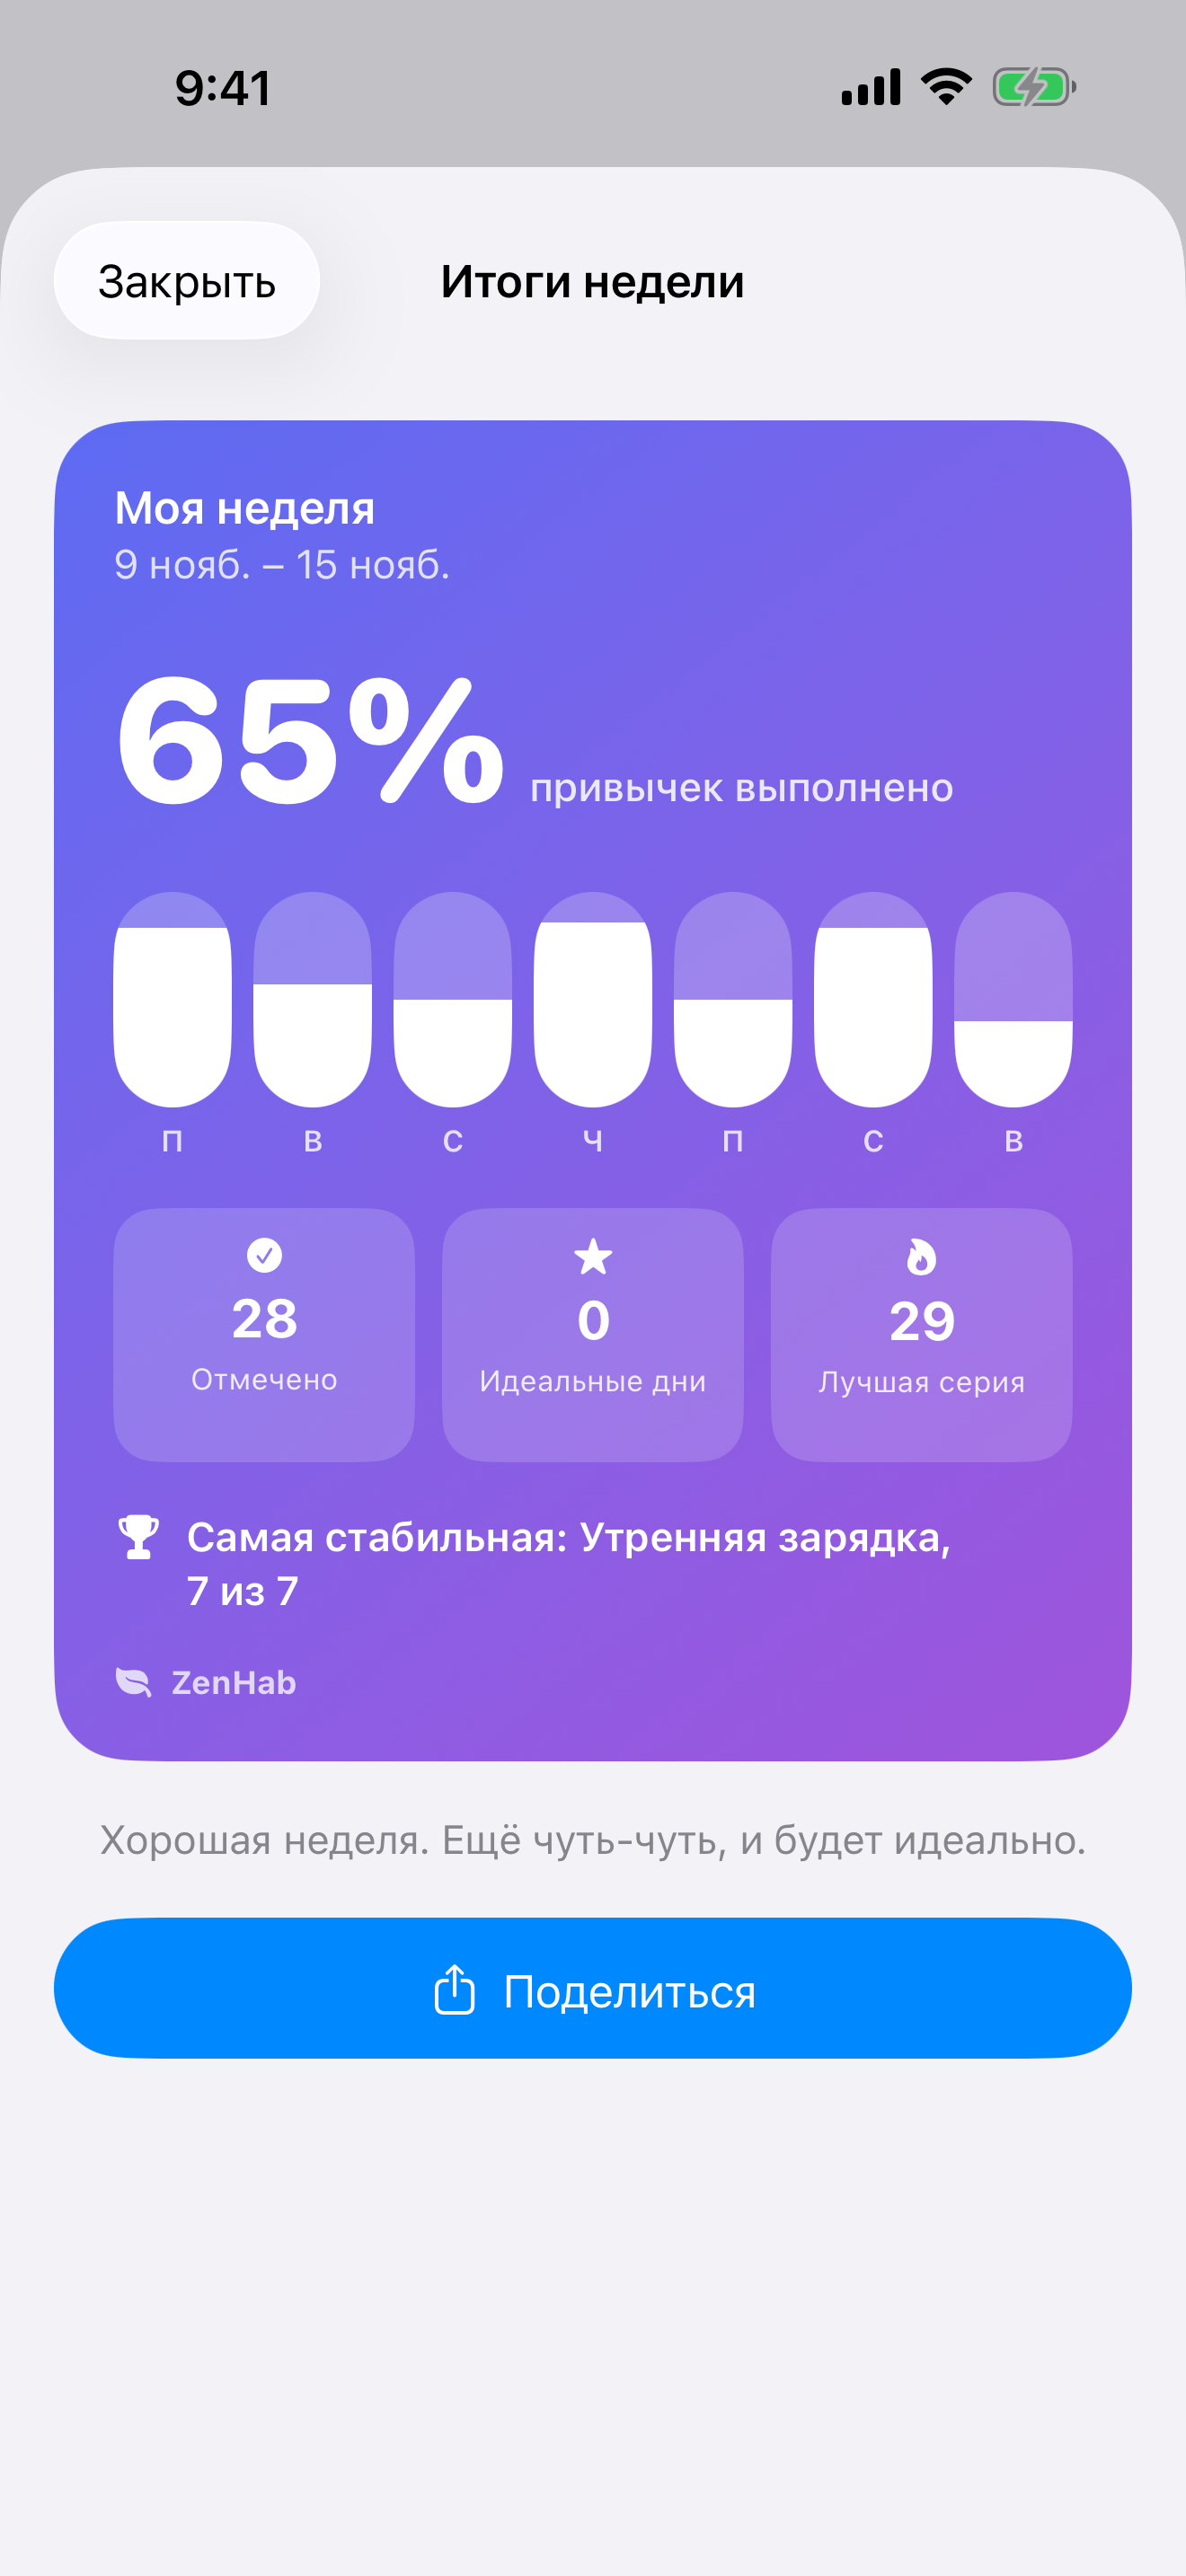 9:41
Закрыть
Итоги недели
Моя неделя
9 нояб. – 15 нояб.
65% привычек выполнено
П В С Ч П С В
28
Отмечено
0
Идеальные дни
29
Лучшая серия
Самая стабильная: Утренняя зарядка,
7 из 7
ZenHab
Хорошая неделя. Ещё чуть-чуть, и будет идеально.
Поделиться